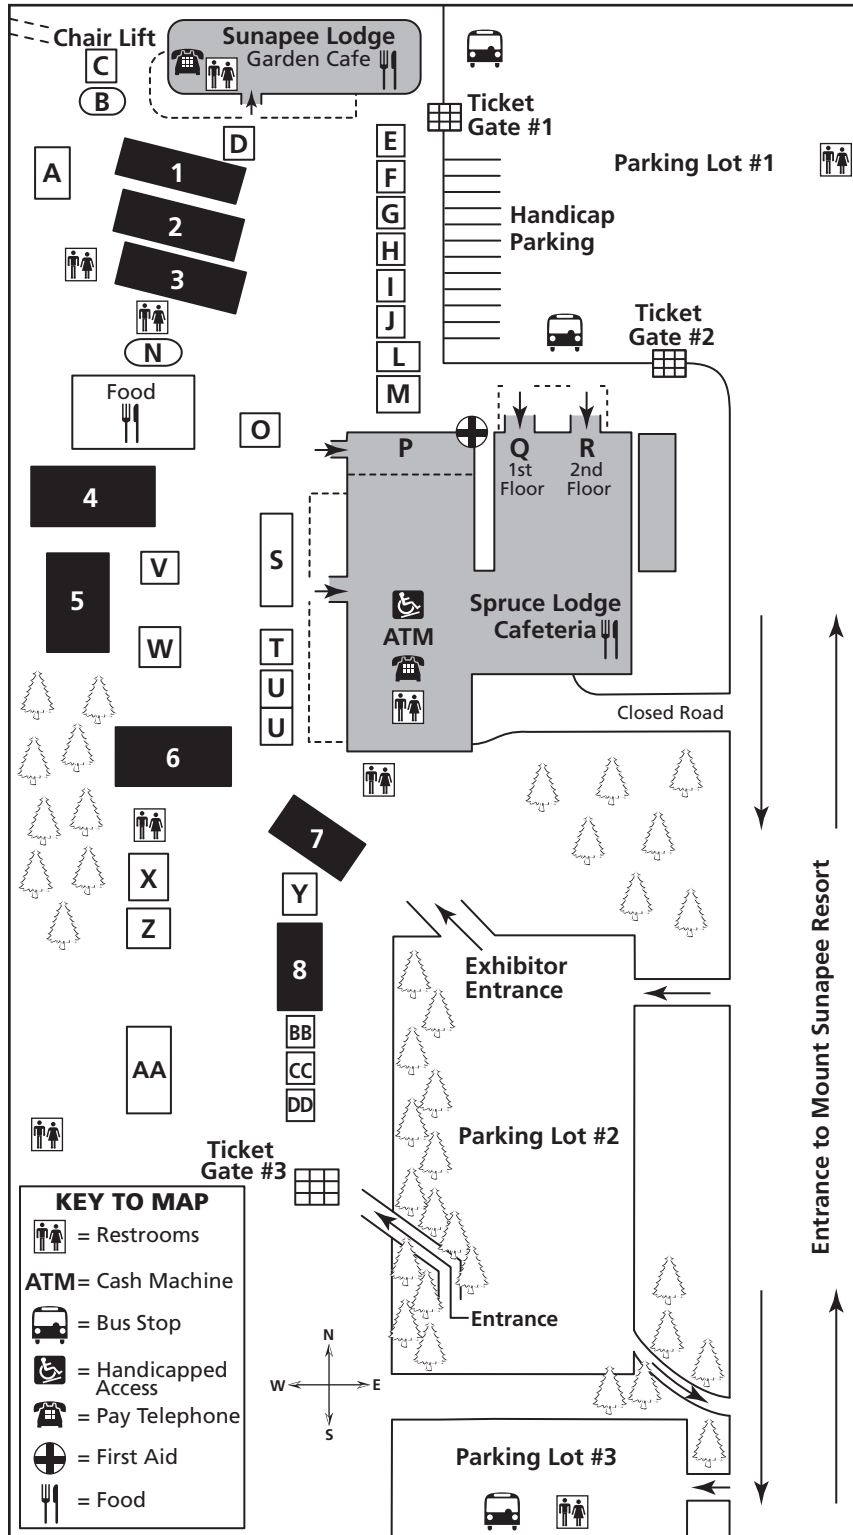 Chair Lift
Sunapee Lodge
Garden Cafe
C
B
Ticket
Gate #1
D
E
A
1
Parking Lot #1
F
2
G
Handicap
Parking
H
3
I
J
Ticket
Gate #2
N
L
Food
M
O
P
Q
1st
Floor
R
2nd
Floor
4
S
V
5
Spruce Lodge
Cafeteria
ATM
W
T
U
U
Closed Road
6
7
X
Y
Z
8
Exhibitor
Entrance
Entrance to Mount Sunapee Resort
BB
AA
CC
DD
Parking Lot #2
Ticket
Gate #3
KEY TO MAP
= Restrooms
ATM = Cash Machine
= Bus Stop
= Handicapped
Access
= Pay Telephone
= First Aid
= Food
Entrance
N
W E
S
Parking Lot #3